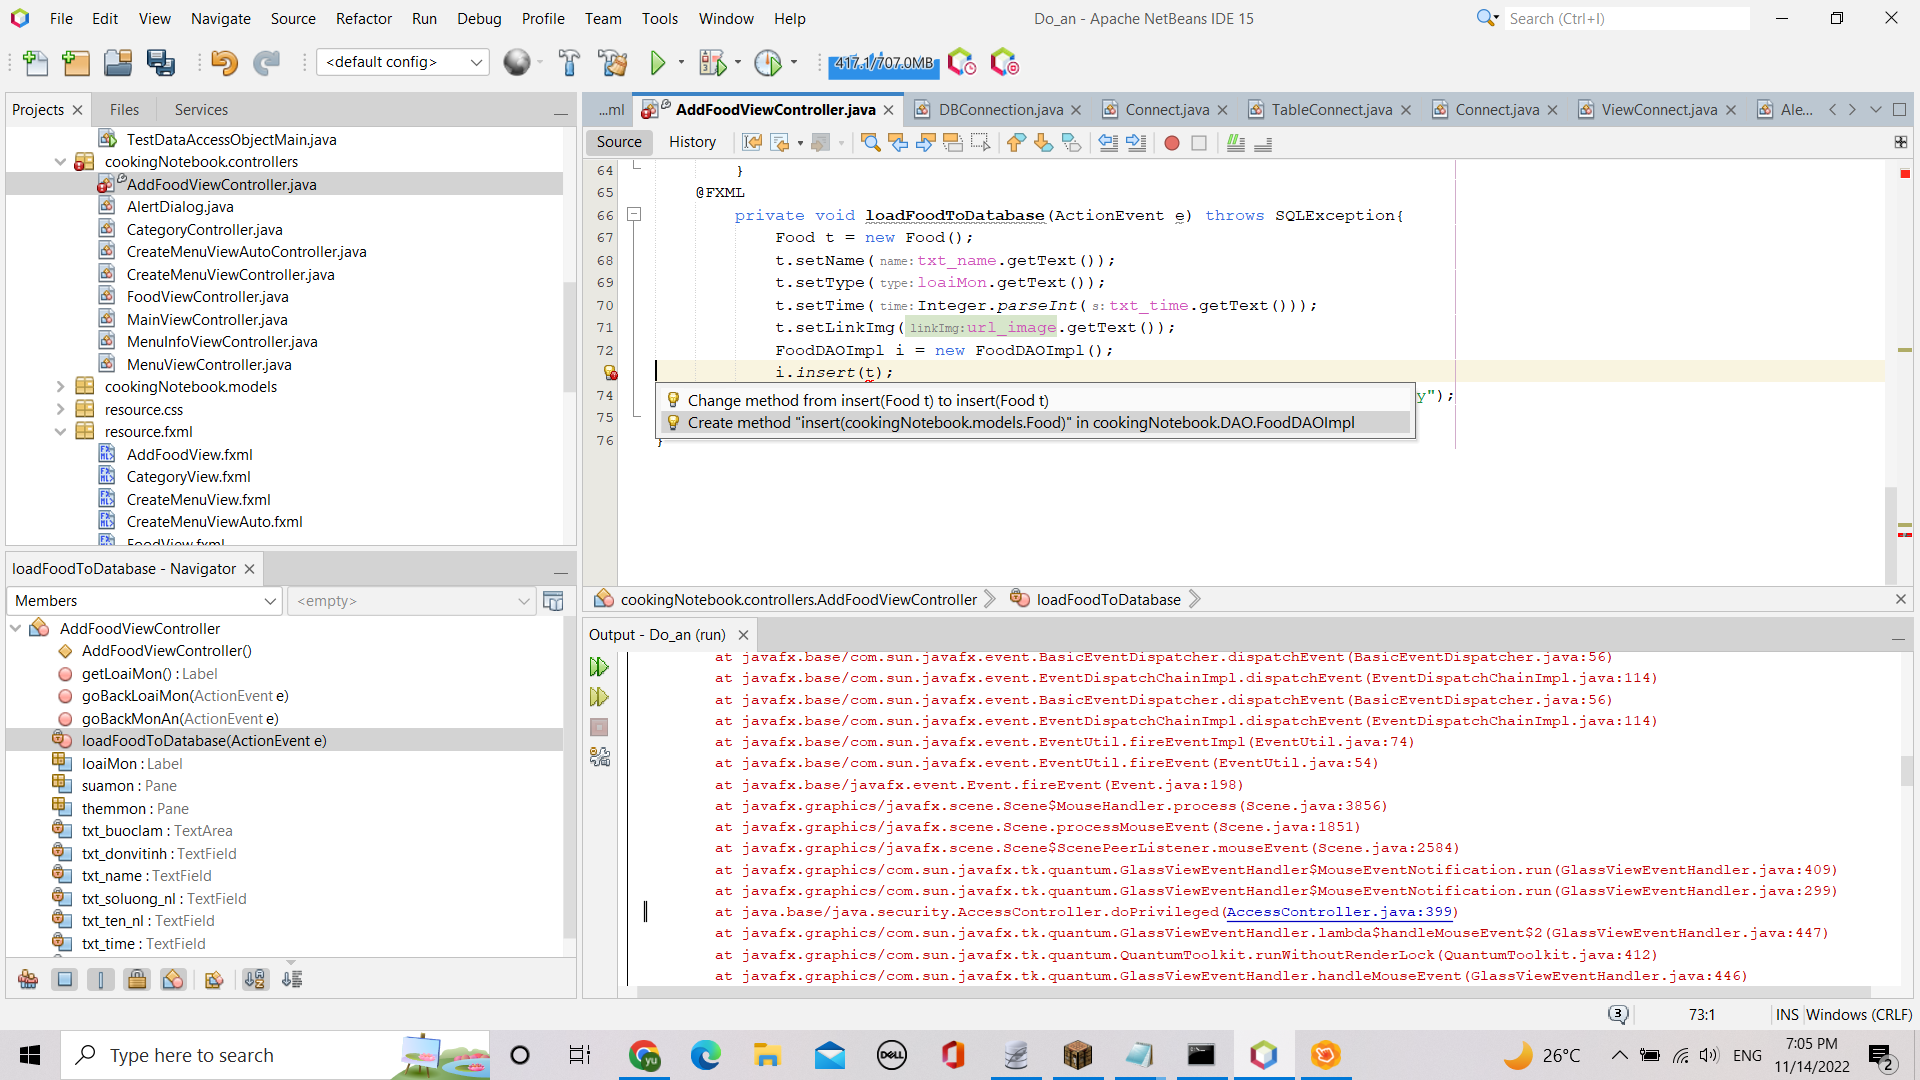 File Edit View Navigate Source Refactor Run Debug Profile Team Tools Window Help
Do_an - Apache NetBeans IDE 15
Search (Ctrl+I)
<default config>
417.1/707.0MB
Projects Files Services
TestDataAccessObjectMain.java
cookingNotebook.controllers
AddFoodViewController.java
AlertDialog.java
CategoryController.java
CreateMenuViewAutoController.java
CreateMenuViewController.java
FoodViewController.java
MainViewController.java
MenuInfoViewController.java
MenuViewController.java
cookingNotebook.models
resource.css
resource.fxml
AddFoodView.fxml
CategoryView.fxml
CreateMenuView.fxml
CreateMenuViewAuto.fxml
FoodView.fxml
...ml AddFoodViewController.java DBConnection.java Connect.java TableConnect.java Connect.java ViewConnect.java Ale...
Source History
64 }
65 @FXML
66 private void loadFoodToDatabase(ActionEvent e) throws SQLException{
67 Food t = new Food();
68 t.setName(name:txt_name.getText());
69 t.setType(type:loaiMon.getText());
70 t.setTime(time:Integer.parseInt(s:txt_time.getText()));
71 t.setLinkImg(linkImg:url_image.getText());
72 FoodDAOImpl i = new FoodDAOImpl();
i.insert(t);
74 y");
75
76 }
Change method from insert(Food t) to insert(Food t)
Create method "insert(cookingNotebook.models.Food)" in cookingNotebook.DAO.FoodDAOImpl
cookingNotebook.controllers.AddFoodViewController loadFoodToDatabase
loadFoodToDatabase - Navigator
Members <empty>
AddFoodViewController
AddFoodViewController()
getLoaiMon() : Label
goBackLoaiMon(ActionEvent e)
goBackMonAn(ActionEvent e)
loadFoodToDatabase(ActionEvent e)
loaiMon : Label
suamon : Pane
themmon : Pane
txt_buoclam : TextArea
txt_donvitinh : TextField
txt_name : TextField
txt_soluong_nl : TextField
txt_ten_nl : TextField
txt_time : TextField
Output - Do_an (run)
at javafx.base/com.sun.javafx.event.BasicEventDispatcher.dispatchEvent(BasicEventDispatcher.java:56)
at javafx.base/com.sun.javafx.event.EventDispatchChainImpl.dispatchEvent(EventDispatchChainImpl.java:114)
at javafx.base/com.sun.javafx.event.BasicEventDispatcher.dispatchEvent(BasicEventDispatcher.java:56)
at javafx.base/com.sun.javafx.event.EventDispatchChainImpl.dispatchEvent(EventDispatchChainImpl.java:114)
at javafx.base/com.sun.javafx.event.EventUtil.fireEventImpl(EventUtil.java:74)
at javafx.base/com.sun.javafx.event.EventUtil.fireEvent(EventUtil.java:54)
at javafx.base/javafx.event.Event.fireEvent(Event.java:198)
at javafx.graphics/javafx.scene.Scene$MouseHandler.process(Scene.java:3856)
at javafx.graphics/javafx.scene.Scene.processMouseEvent(Scene.java:1851)
at javafx.graphics/javafx.scene.Scene$ScenePeerListener.mouseEvent(Scene.java:2584)
at javafx.graphics/com.sun.javafx.tk.quantum.GlassViewEventHandler$MouseEventNotification.run(GlassViewEventHandler.java:409)
at javafx.graphics/com.sun.javafx.tk.quantum.GlassViewEventHandler$MouseEventNotification.run(GlassViewEventHandler.java:299)
at java.base/java.security.AccessController.doPrivileged(AccessController.java:399)
at javafx.graphics/com.sun.javafx.tk.quantum.GlassViewEventHandler.lambda$handleMouseEvent$2(GlassViewEventHandler.java:447)
at javafx.graphics/com.sun.javafx.tk.quantum.QuantumToolkit.runWithoutRenderLock(QuantumToolkit.java:412)
at javafx.graphics/com.sun.javafx.tk.quantum.GlassViewEventHandler.handleMouseEvent(GlassViewEventHandler.java:446)
3 73:1 INS Windows (CRLF)
Type here to search
yu
DELL
26°C
ENG
7:05 PM
11/14/2022
2